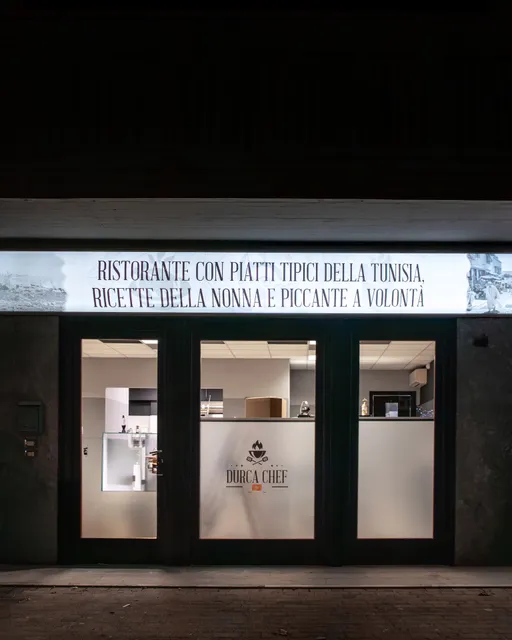 RISTORANTE CON PIATTI TIPICI DELLA TUNISIA,
RICETTE DELLA NONNA E PICCANTE A VOLONTÀ
DURCA CHEF